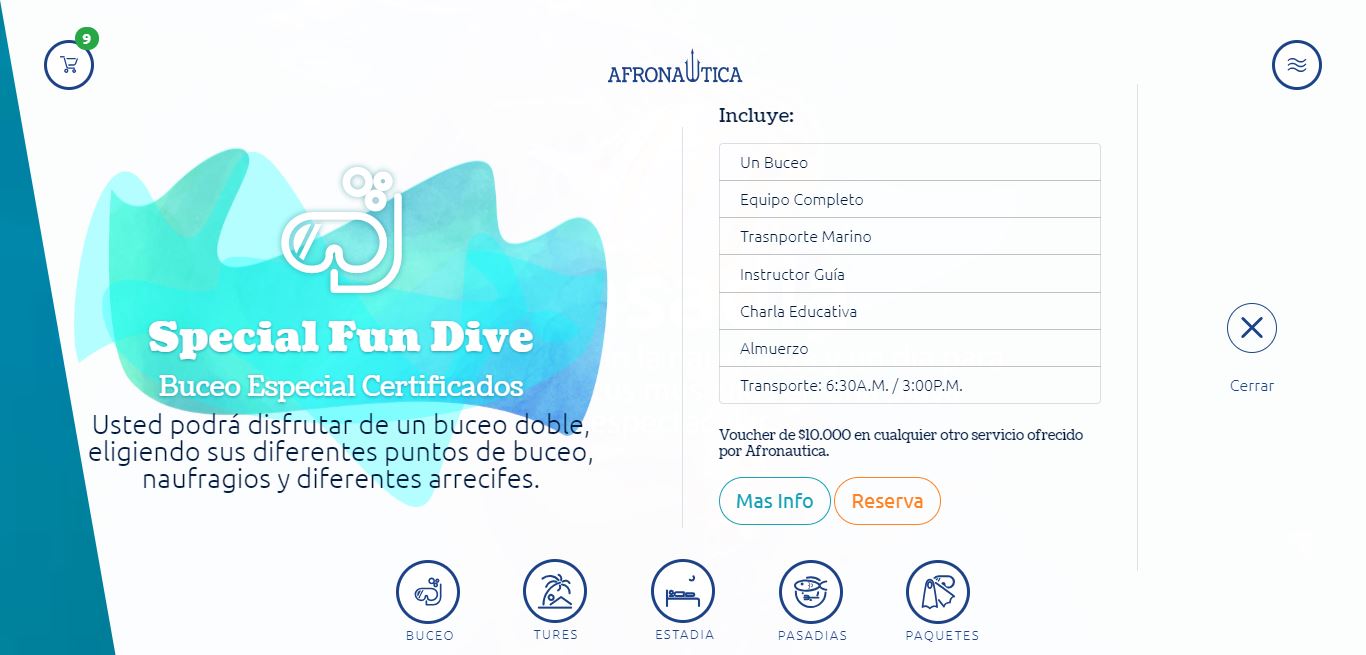 9
AFRONAUTICA
Special Fun Dive
Buceo Especial Certificados
Usted podrá disfrutar de un buceo doble,
eligiendo sus diferentes puntos de buceo,
naufragios y diferentes arrecifes.
Incluye:
Un Buceo
Equipo Completo
Trasnporte Marino
Instructor Guía
Charla Educativa
Almuerzo
Transporte: 6:30A.M. / 3:00P.M.
Voucher de $10.000 en cualquier otro servicio ofrecido
por Afronautica.
Mas Info
Reserva
Cerrar
BUCEO
TURES
ESTADIA
PASADIAS
PAQUETES